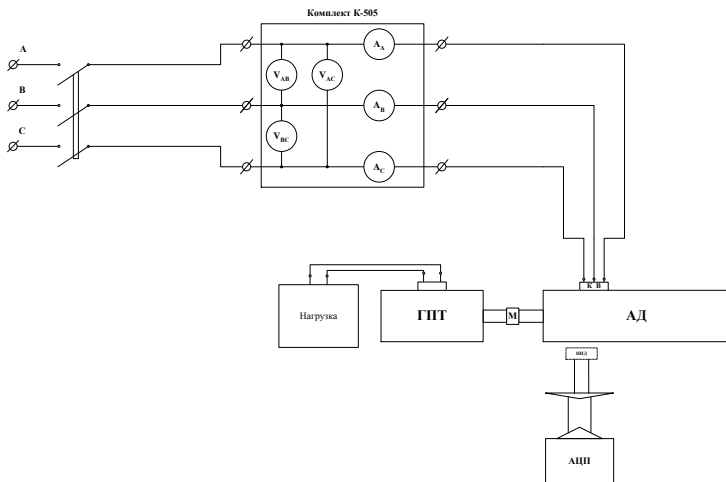 Комплект К-505
A
B
C
A_A
V_AB
V_AC
A_B
V_BC
A_C
К В
Нагрузка
ГПТ
М
АД
АЦП